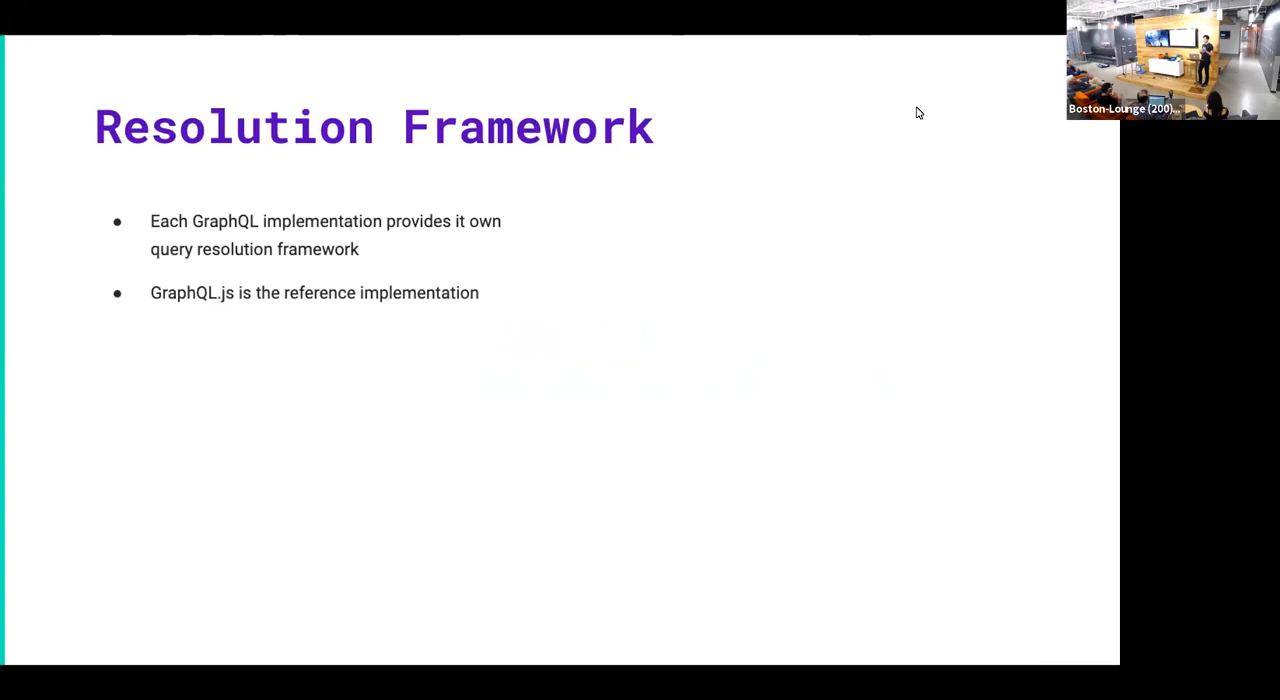 Resolution Framework
Boston-Lounge (200)...
● Each GraphQL implementation provides it own
query resolution framework
● GraphQL.js is the reference implementation